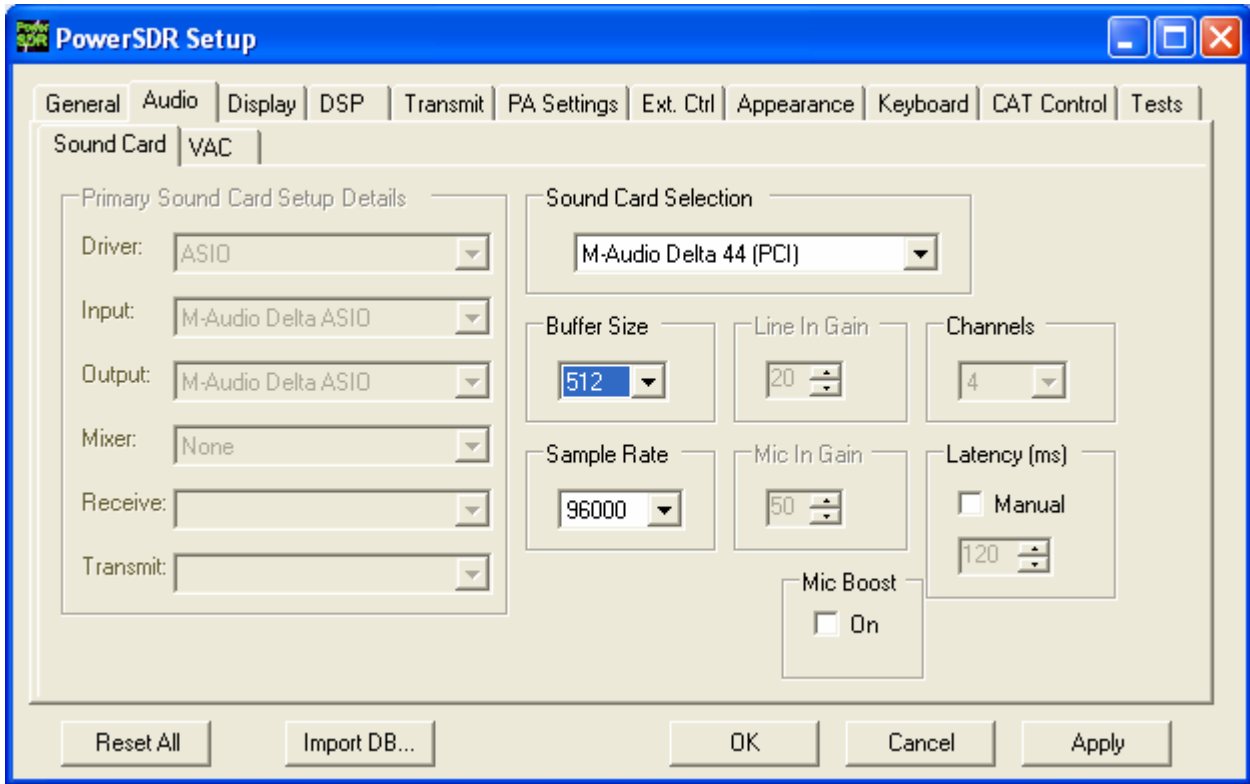 Power SDR PowerSDR Setup
General Audio Display DSP Transmit PA Settings Ext. Ctrl Appearance Keyboard CAT Control Tests
Sound Card VAC
Primary Sound Card Setup Details
Driver: ASIO
Input: M-Audio Delta ASIO
Output: M-Audio Delta ASIO
Mixer: None
Receive:
Transmit:
Sound Card Selection
M-Audio Delta 44 (PCI)
Buffer Size
512
Line In Gain
20
Channels
4
Sample Rate
96000
Mic In Gain
50
Latency (ms)
Manual
120
Mic Boost
On
Reset All Import DB... OK Cancel Apply